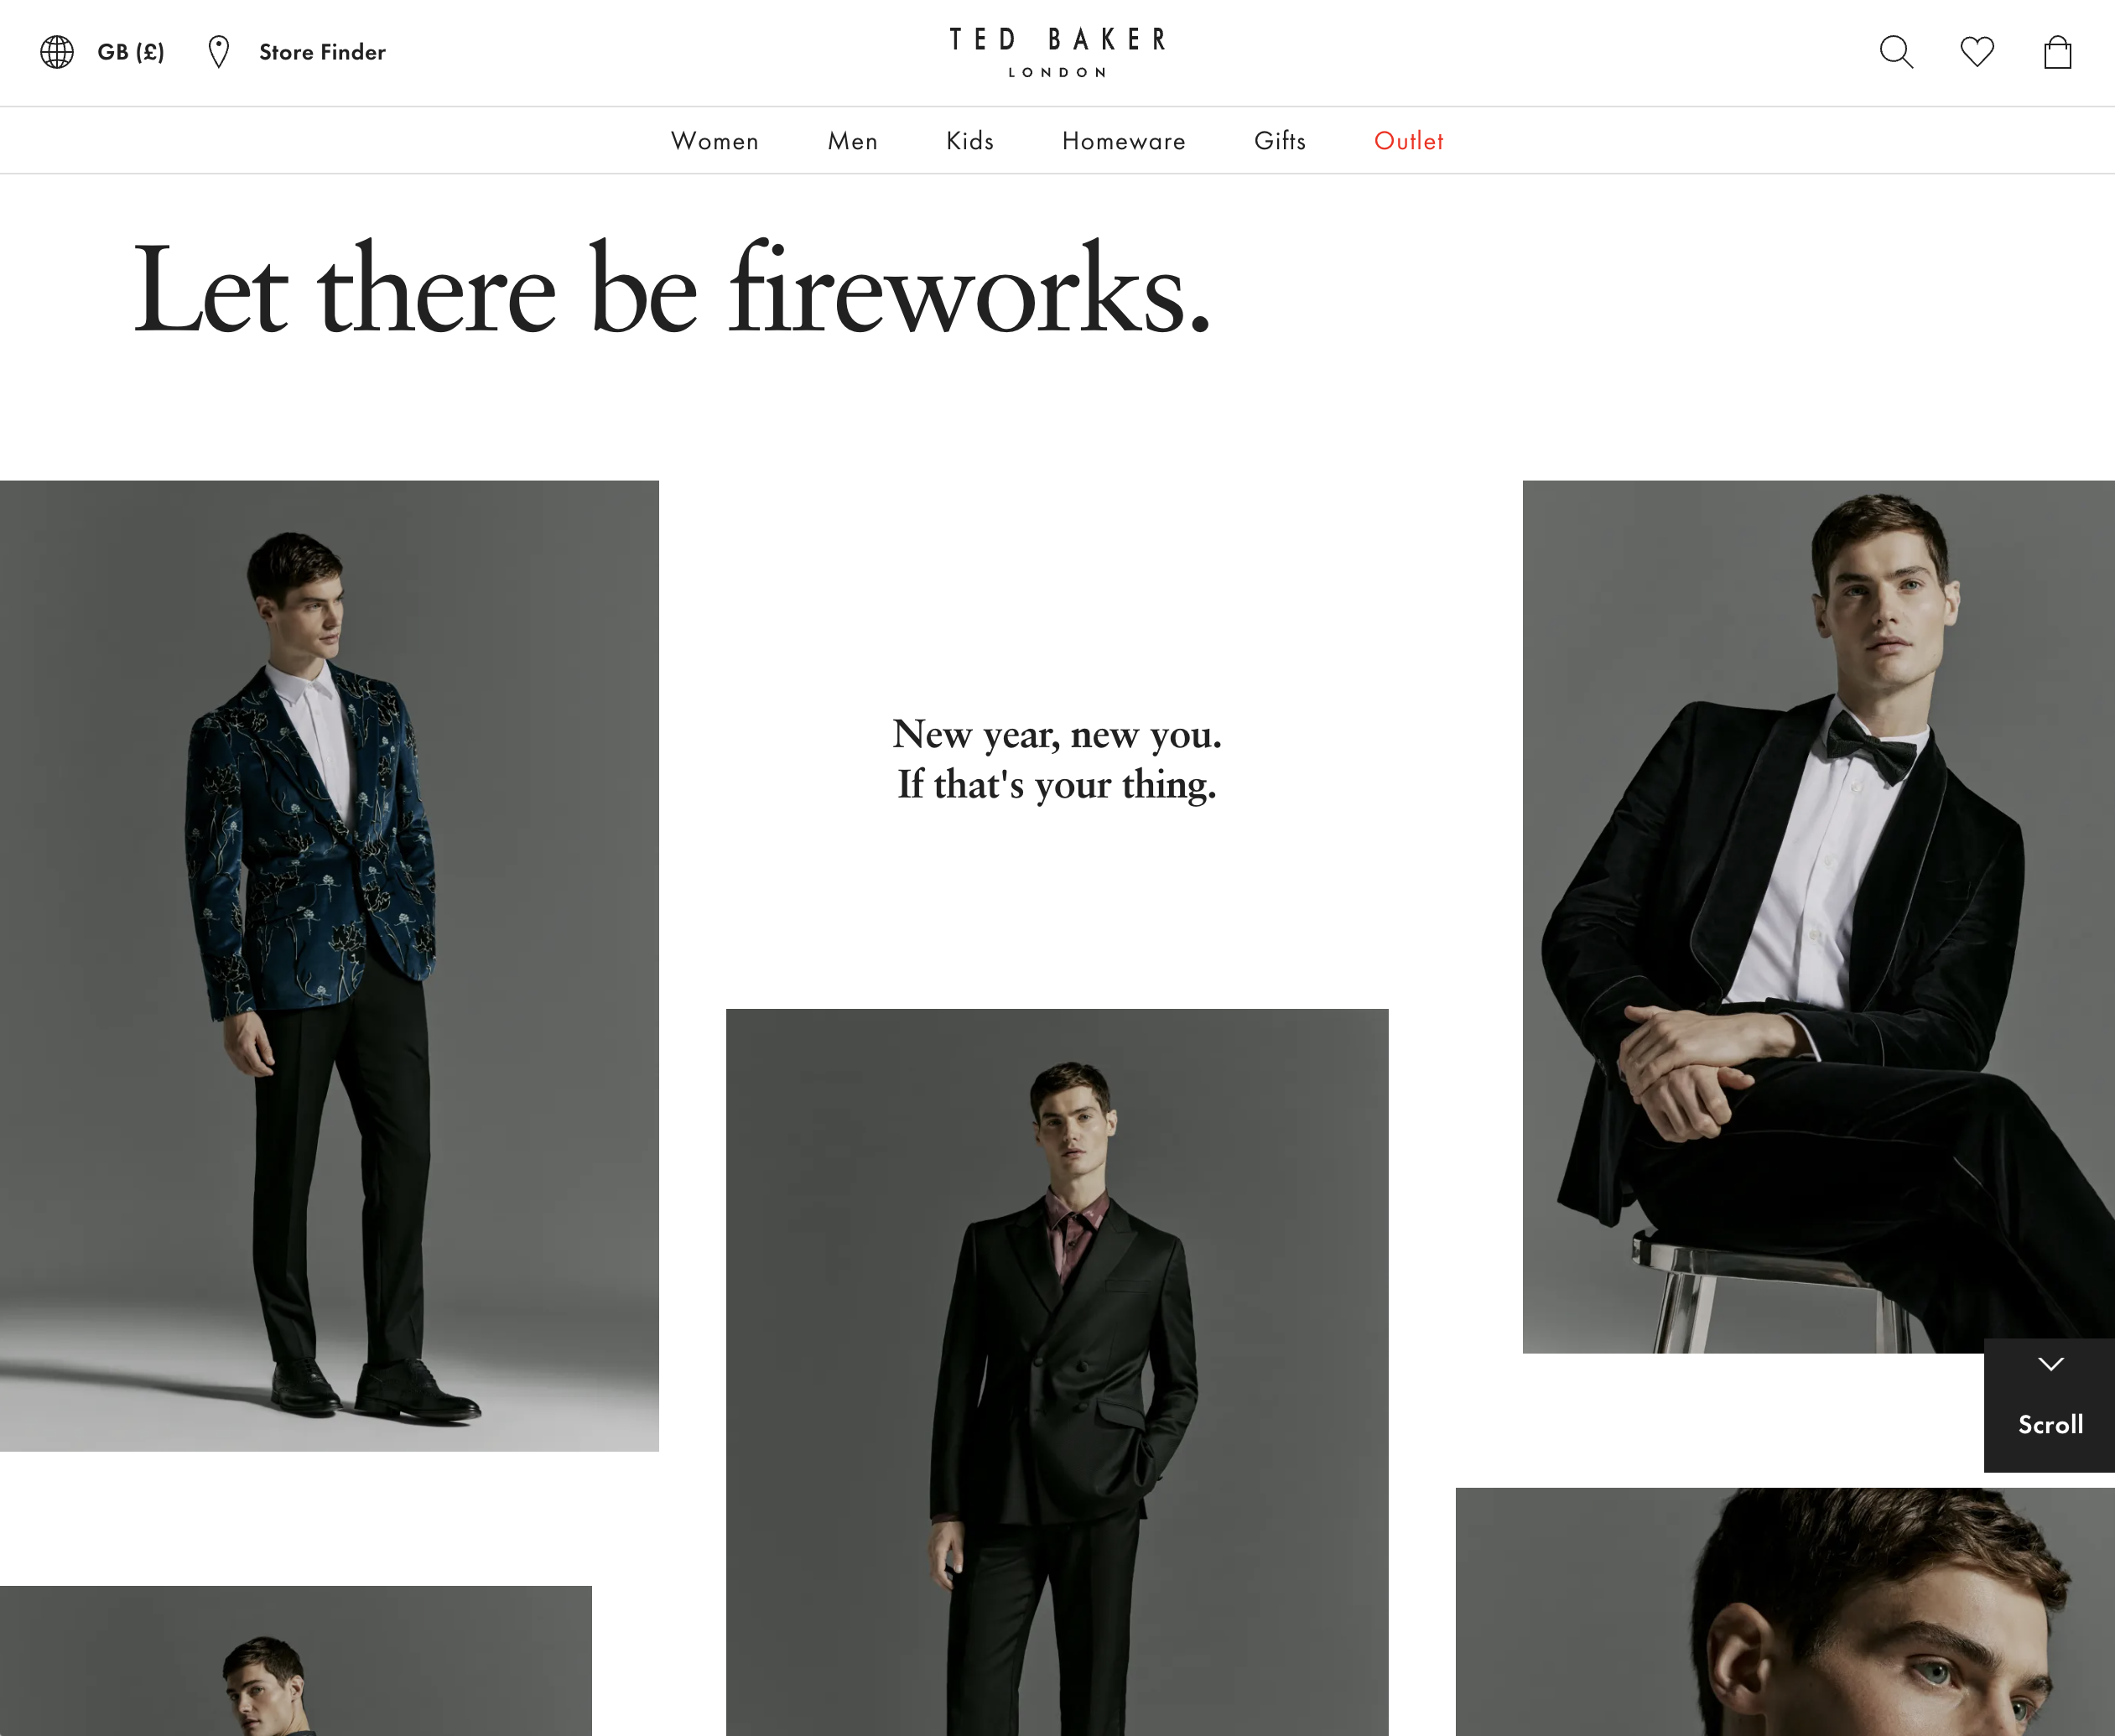 GB (£)
Store Finder
TED BAKER
LONDON
Women
Men
Kids
Homeware
Gifts
Outlet
Let there be fireworks.
New year, new you.
If that's your thing.
Scroll